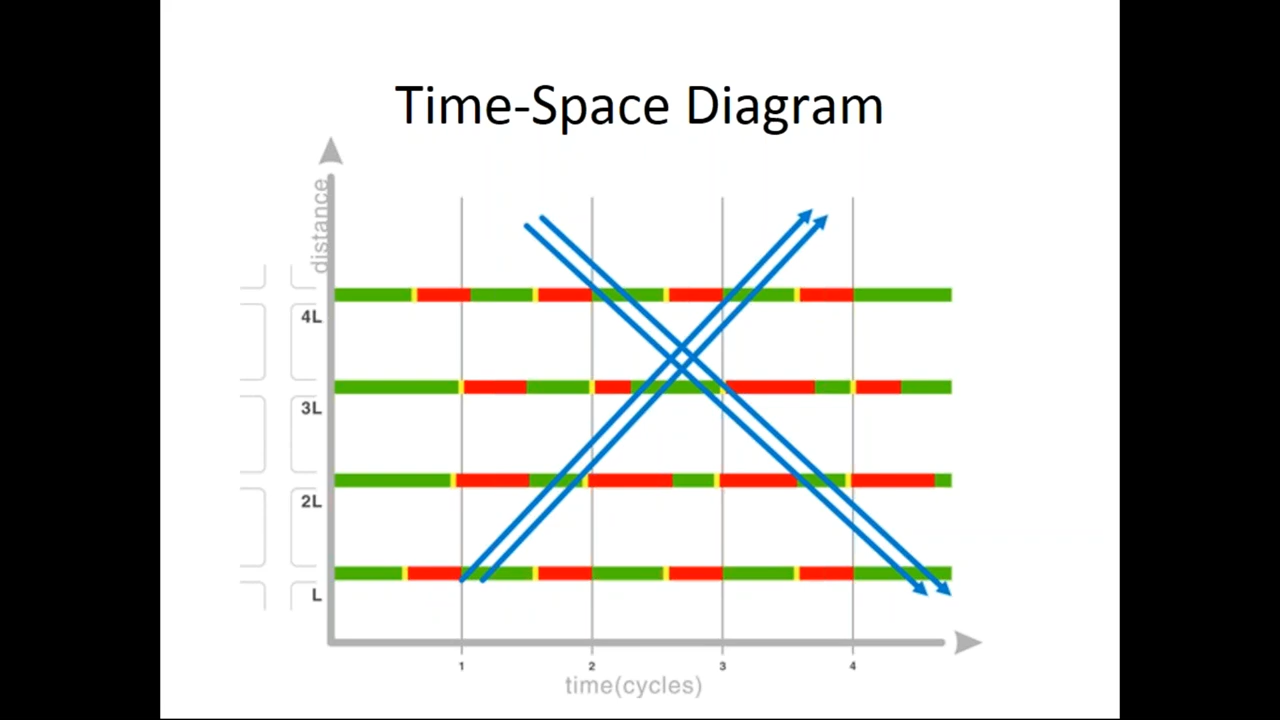 Time-Space Diagram
distance
4L
3L
2L
L
1 2 3 4
time(cycles)